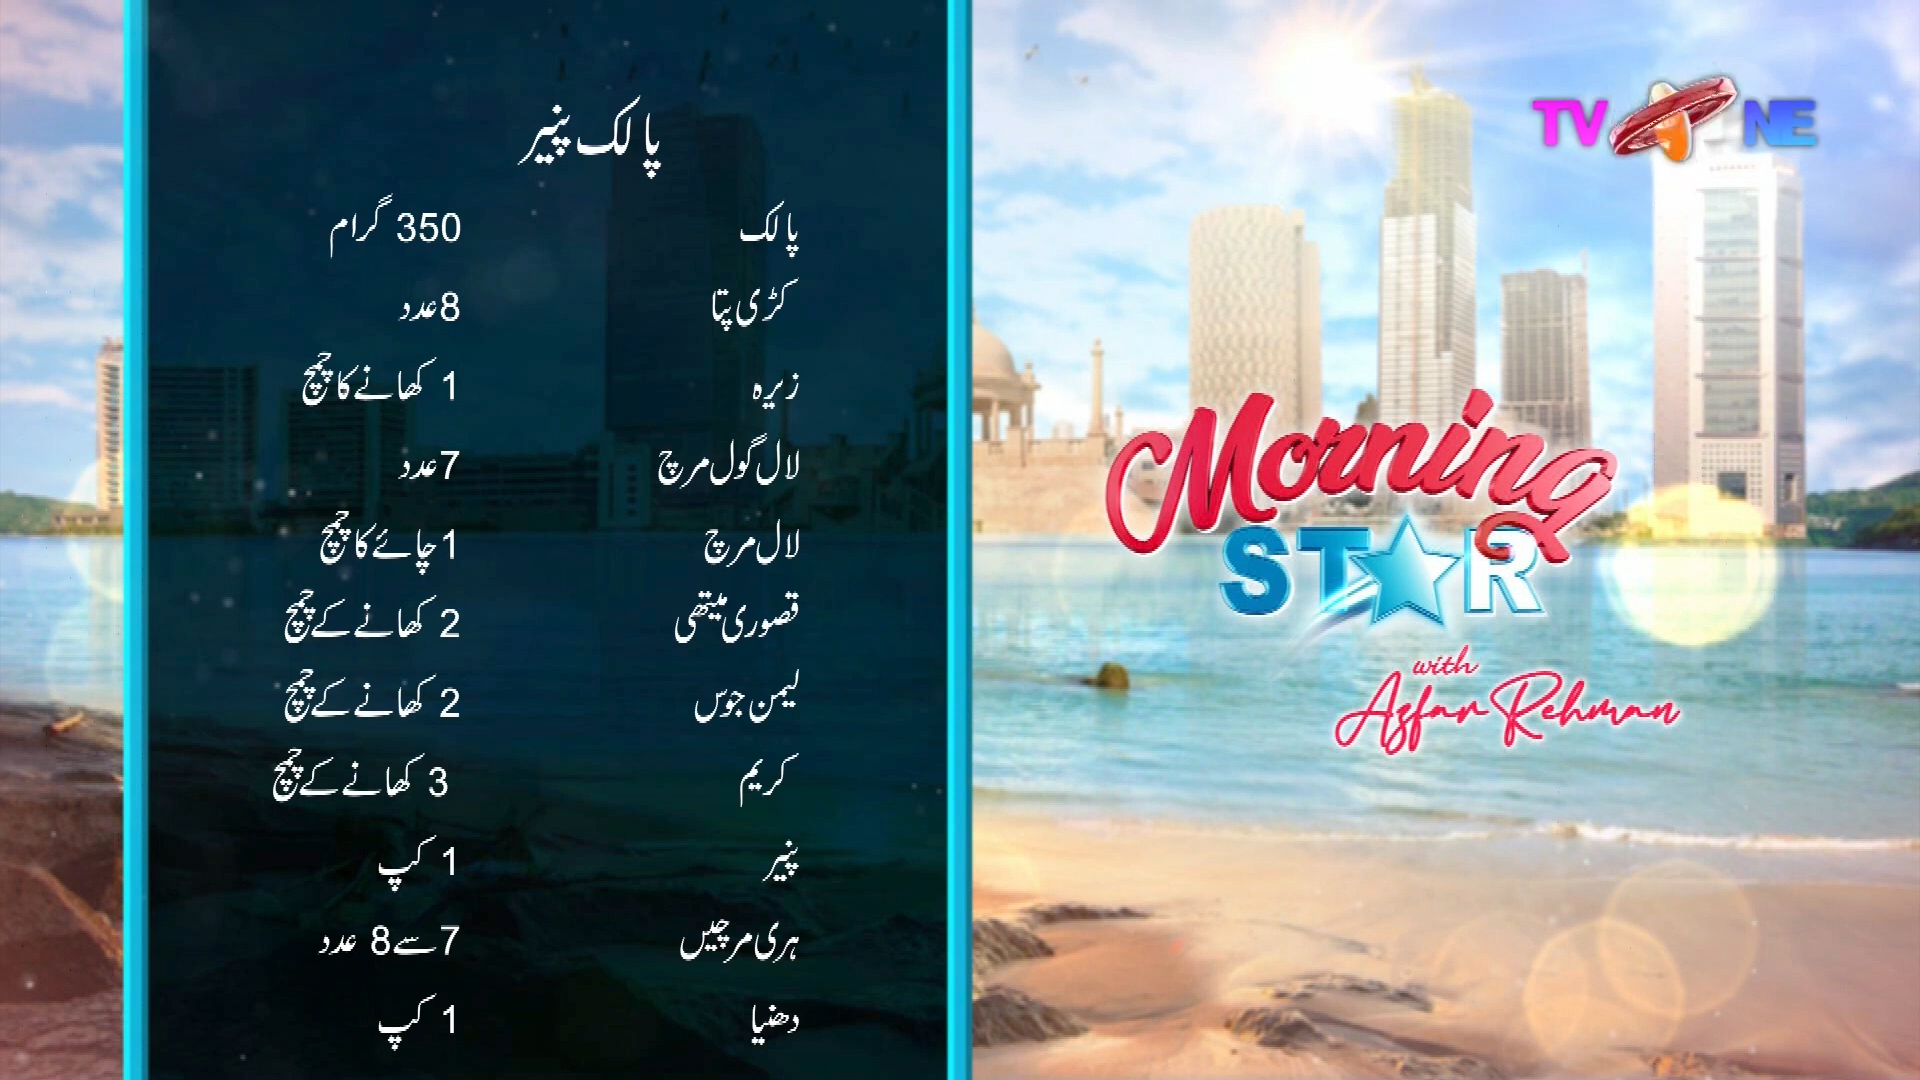 پالک پنیر
پالک 350 گرام
کڑی پتا 8 عدد
زیرہ 1 کھانے کا چمچ
لال گول مرچ 7 عدد
لال مرچ 1 چائے کا چمچ
قصوری میتھی 2 کھانے کے چمچ
لیمن جوس 2 کھانے کے چمچ
کریم 3 کھانے کے چمچ
پنیر 1 کپ
ہری مرچیں 7 سے 8 عدد
دھنیا 1 کپ
TV ONE
Morning
STAR
with
Asfar Rehman